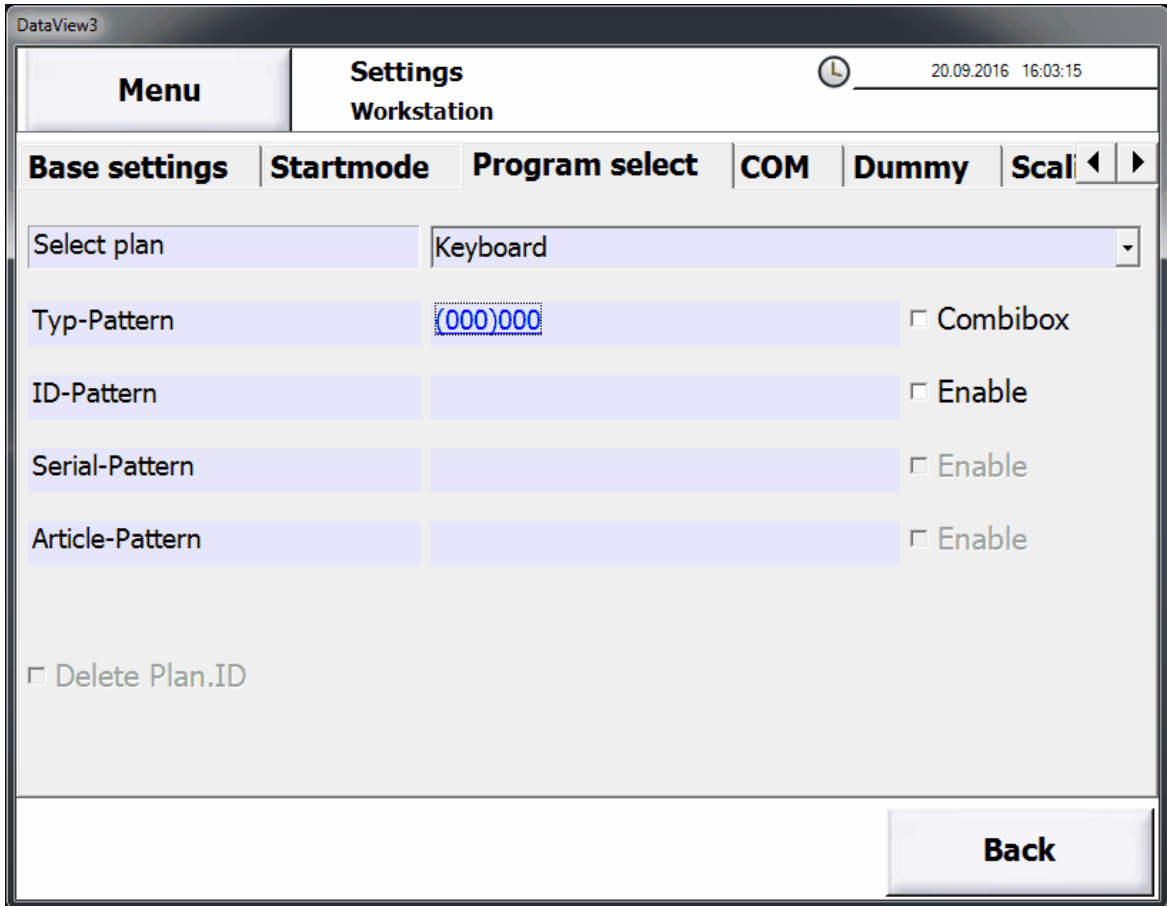 DataView3
Menu
Settings
20.09.2016 16:03:15
Workstation
Base settings Startmode Program select COM Dummy Scali
Select plan Keyboard
Typ-Pattern (000)000 Combibox
ID-Pattern Enable
Serial-Pattern Enable
Article-Pattern Enable
Delete Plan.ID
Back